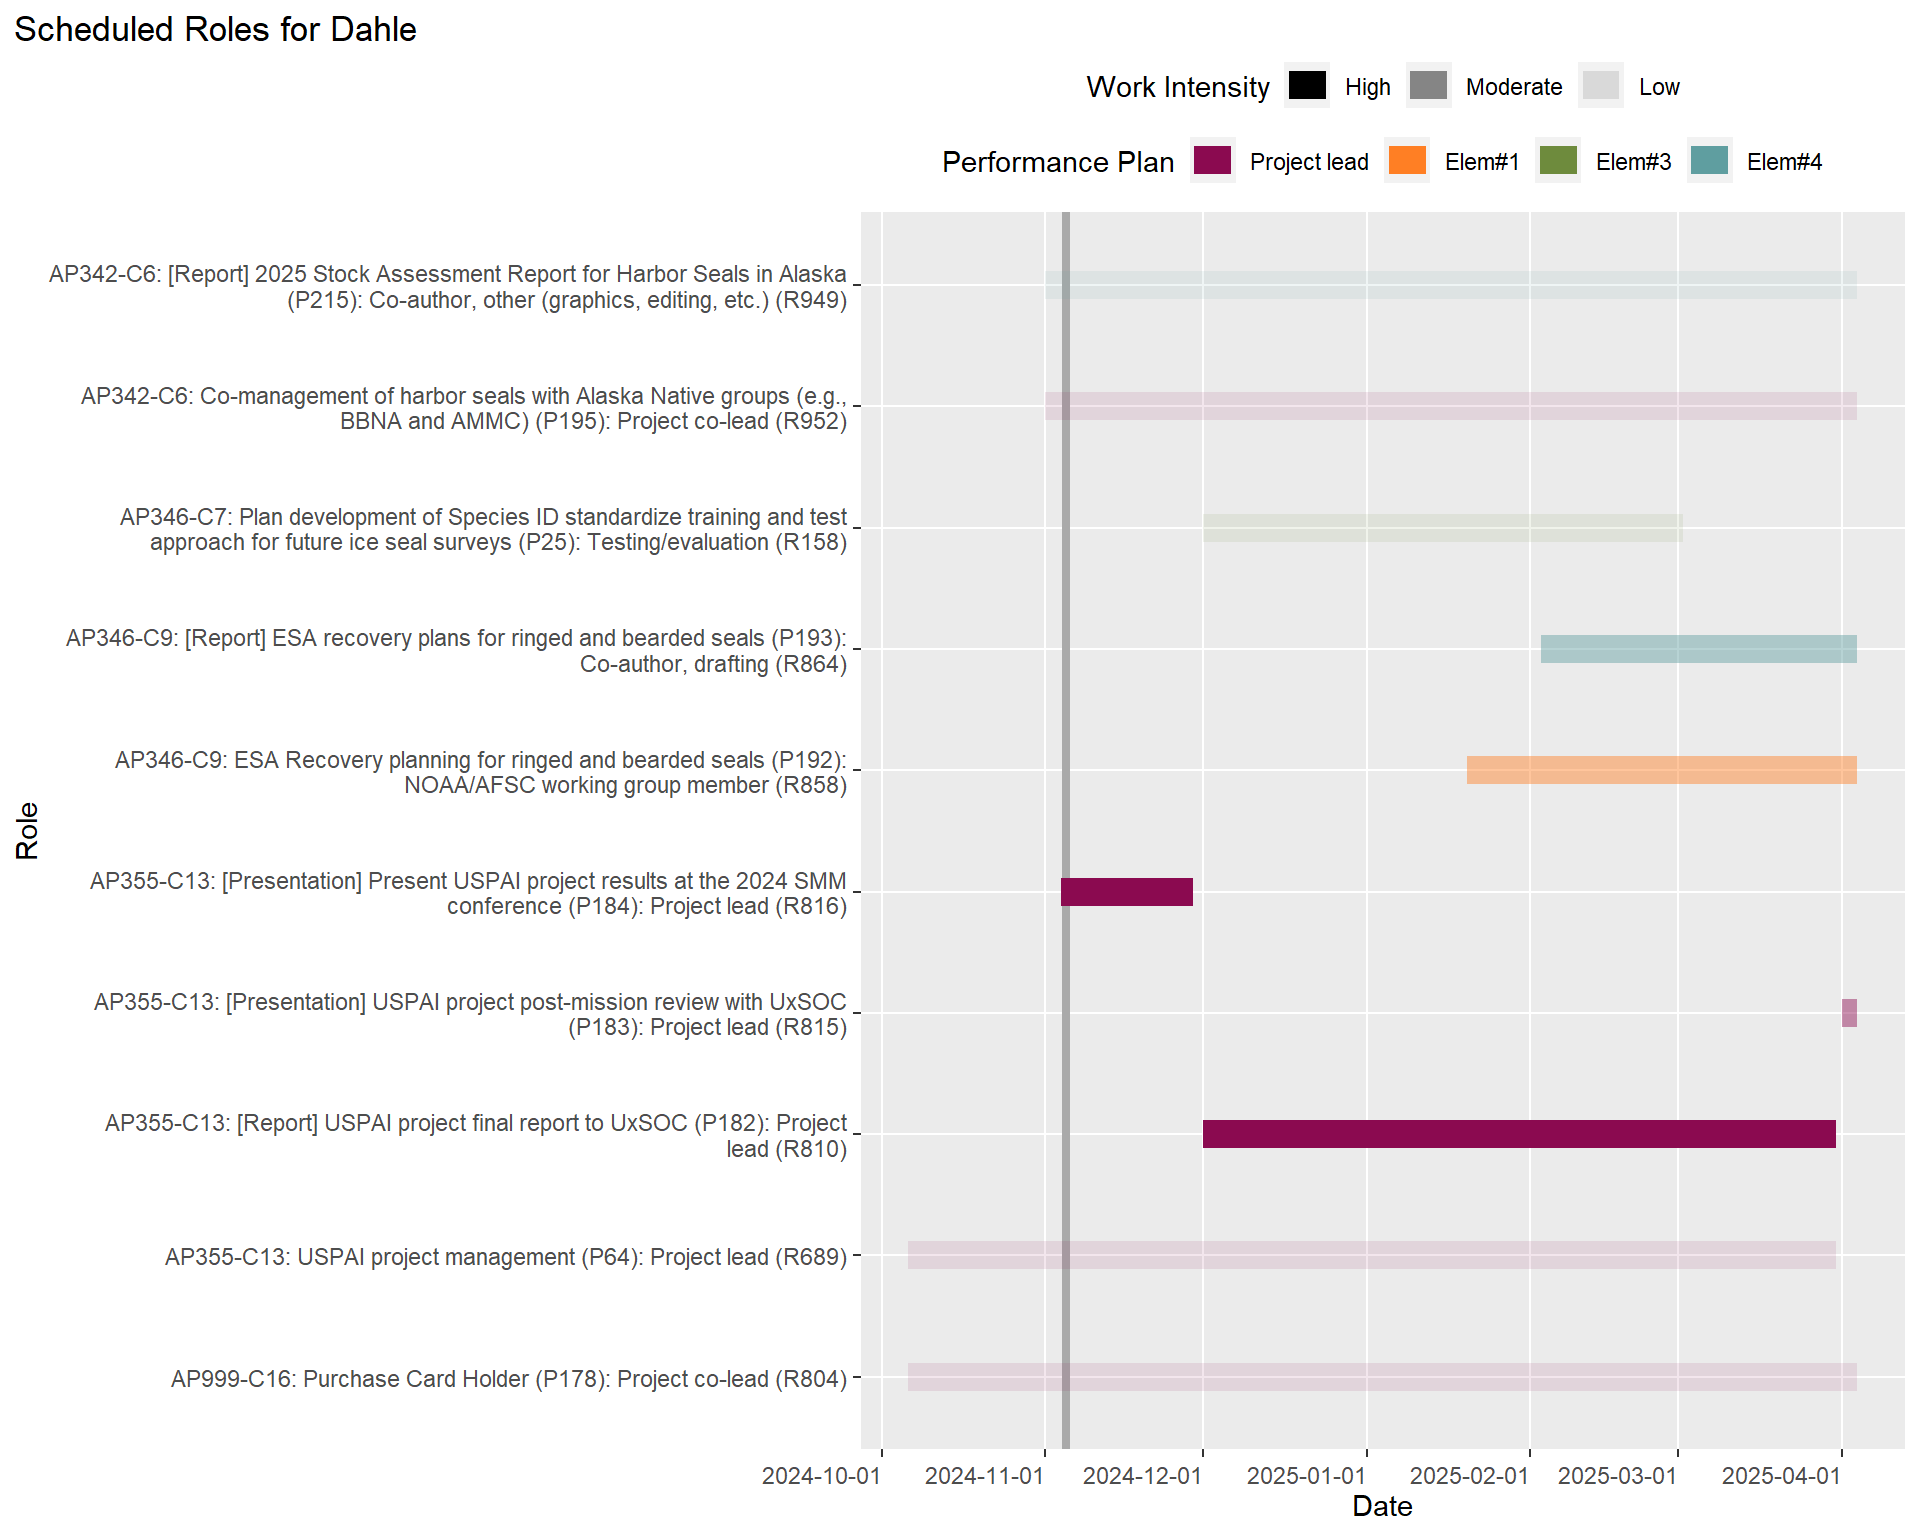 Scheduled Roles for Dahle
Work Intensity High Moderate Low
Performance Plan Project lead Elem#1 Elem#3 Elem#4
AP342-C6: [Report] 2025 Stock Assessment Report for Harbor Seals in Alaska
(P215): Co-author, other (graphics, editing, etc.) (R949)
AP342-C6: Co-management of harbor seals with Alaska Native groups (e.g.,
BBNA and AMMC) (P195): Project co-lead (R952)
AP346-C7: Plan development of Species ID standardize training and test
approach for future ice seal surveys (P25): Testing/evaluation (R158)
AP346-C9: [Report] ESA recovery plans for ringed and bearded seals (P193):
Co-author, drafting (R864)
AP346-C9: ESA Recovery planning for ringed and bearded seals (P192):
NOAA/AFSC working group member (R858)
AP355-C13: [Presentation] Present USPAI project results at the 2024 SMM
conference (P184): Project lead (R816)
AP355-C13: [Presentation] USPAI project post-mission review with UxSOC
(P183): Project lead (R815)
AP355-C13: [Report] USPAI project final report to UxSOC (P182): Project
lead (R810)
AP355-C13: USPAI project management (P64): Project lead (R689)
AP999-C16: Purchase Card Holder (P178): Project co-lead (R804)
Role
2024-10-01 2024-11-01 2024-12-01 2025-01-01 2025-02-01 2025-03-01 2025-04-01
Date